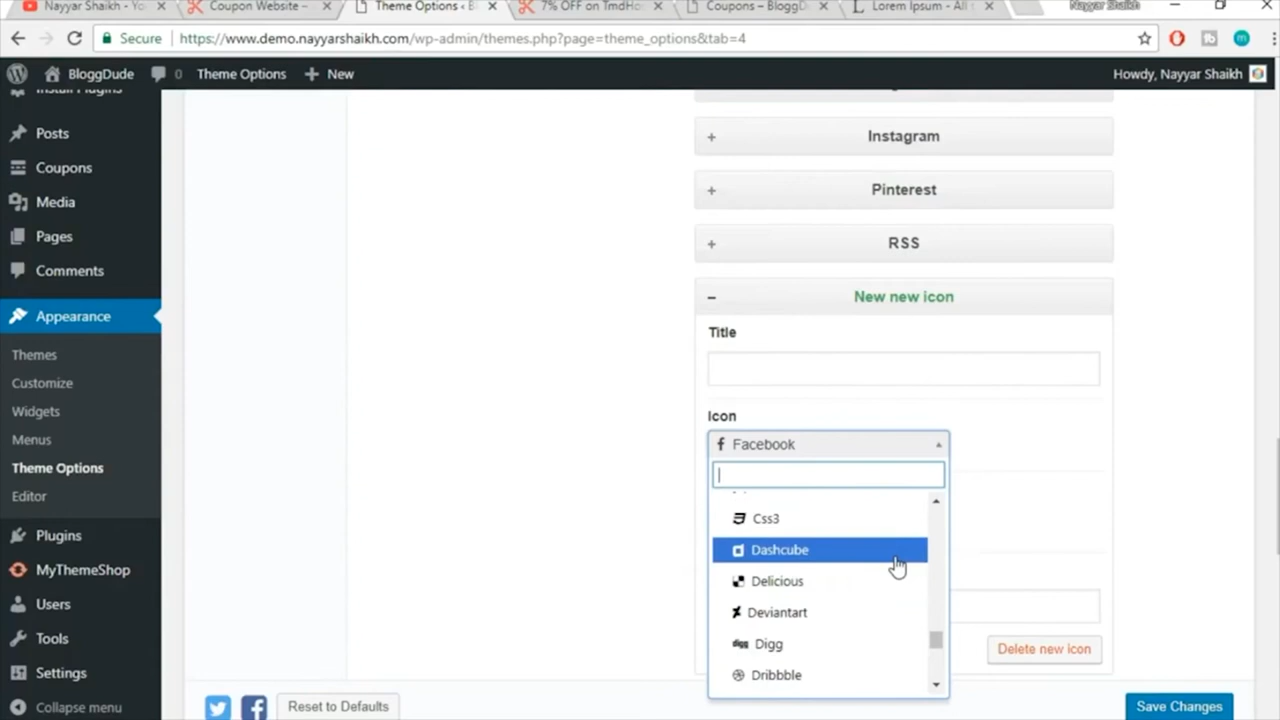 Nayyar Shaikh - Yo
Coupon Website –
Theme Options ‹ B
7% OFF on TmdHo
Coupons – BloggD
Lorem Ipsum - All
Nayyar Shaikh
Secure
https://www.demo.nayyarshaikh.com/wp-admin/themes.php?page=theme_options&tab=4
BloggDude
0
Theme Options
+ New
Howdy, Nayyar Shaikh
Install Plugins
Posts
Coupons
Media
Pages
Comments
Appearance
Themes
Customize
Widgets
Menus
Theme Options
Editor
Plugins
MyThemeShop
Users
Tools
Settings
Collapse menu
+ Instagram
+ Pinterest
+ RSS
– New new icon
Title
Icon
Facebook
Css3
Dashcube
Delicious
Deviantart
Digg
Dribbble
Delete new icon
Reset to Defaults
Save Changes